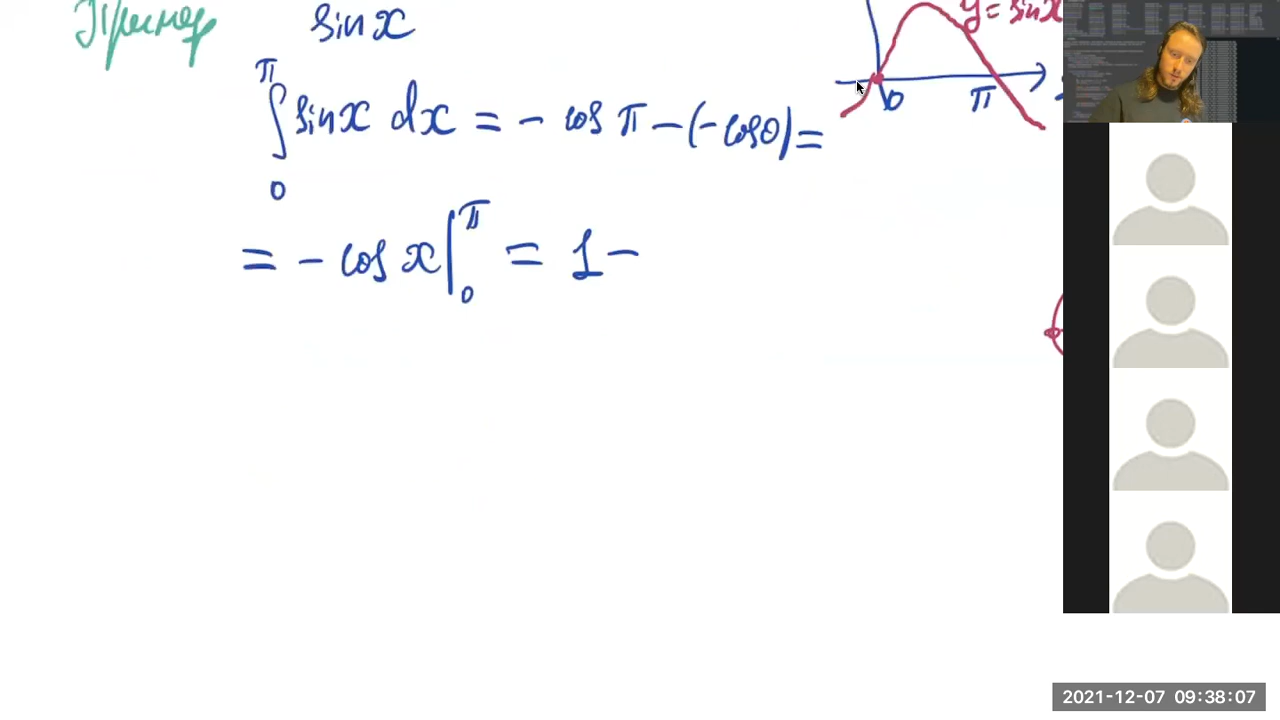 Пример sin x
y = sin x
∫₀^π sin x dx = - cos π - (- cos 0) =
0 π
= - cos x |₀^π = 1 -
2021-12-07 09:38:07